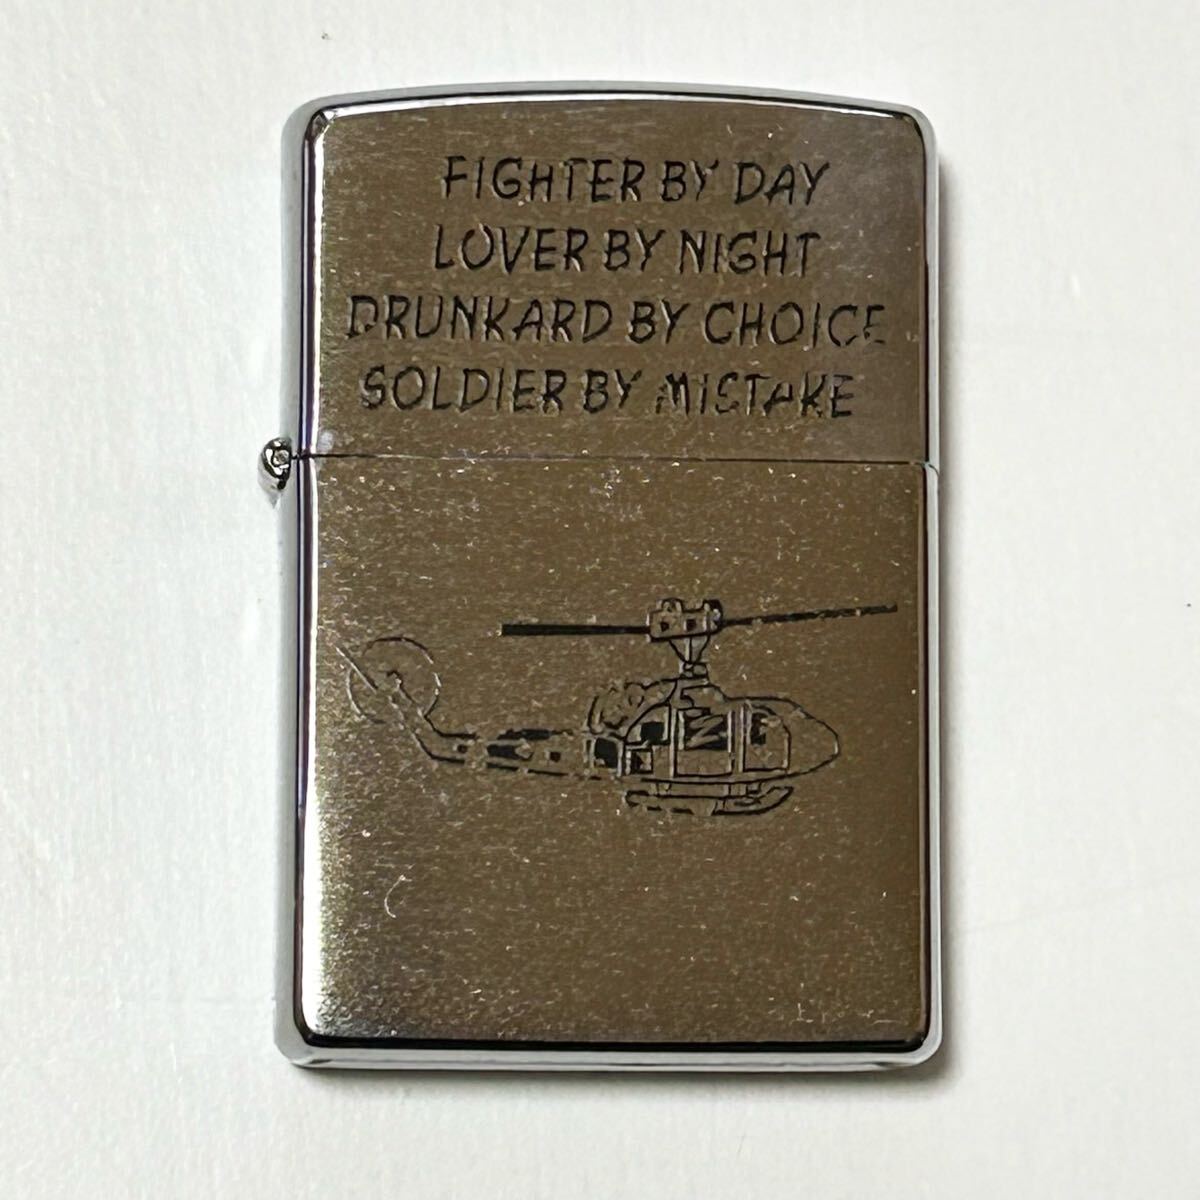 FIGHTER BY DAY
LOVER BY NIGHT
DRUNKARD BY CHOICE
SOLDIER BY MISTAKE